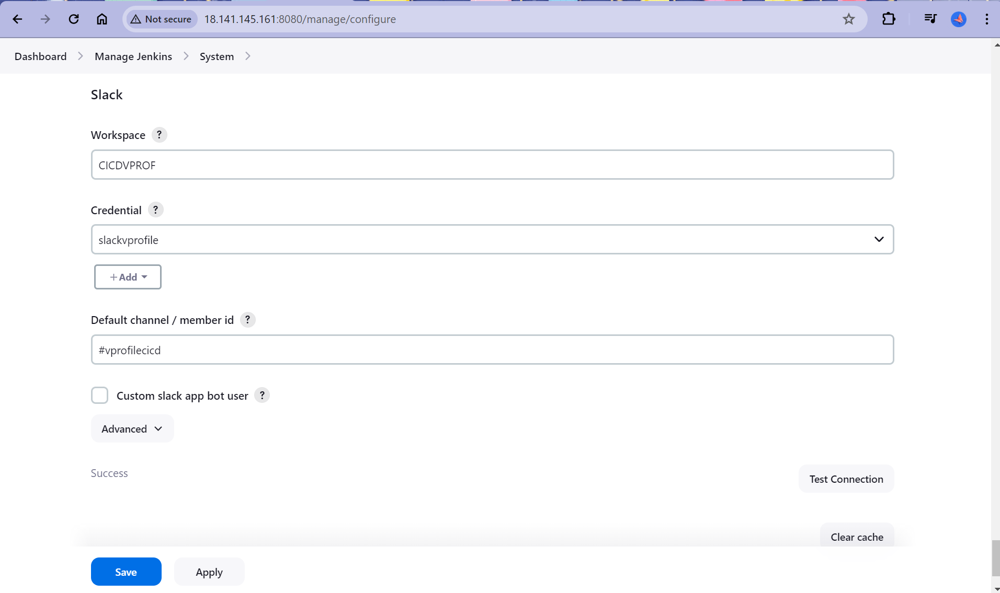 Not secure 18.141.145.161:8080/manage/configure
Dashboard > Manage Jenkins > System >
Slack
Workspace ?
CICDVPROF
Credential ?
slackvprofile
+ Add
Default channel / member id ?
#vprofilecicd
Custom slack app bot user ?
Advanced
Success
Test Connection
Clear cache
Save Apply